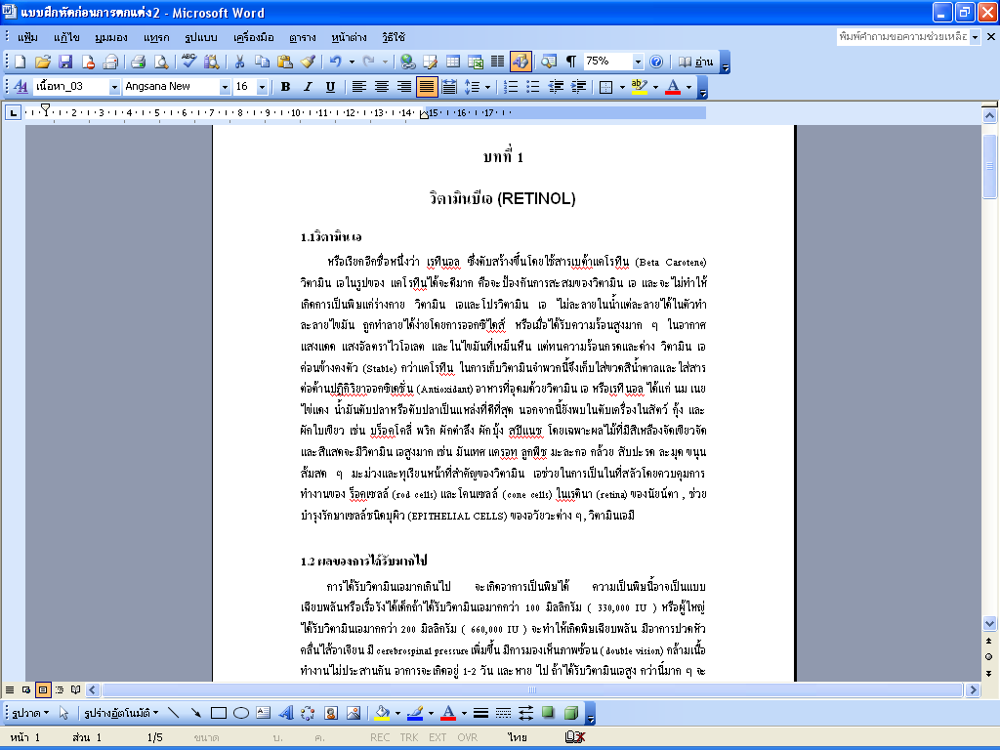 แบบฝึกหัดก่อนการตกแต่ง2 - Microsoft Word
แฟ้ม แก้ไข มุมมอง แทรก รูปแบบ เครื่องมือ ตาราง หน้าต่าง วิธีใช้ พิมพ์คำถามขอความช่วยเหลือ
75% อ่าน
เนื้อหา_03 Angsana New 16 B I U
1 2 3 4 5 6 7 8 9 10 11 12 13 14 15 16 17
บทที่ 1
วิตามินบีเอ (RETINOL)
1.1วิตามิน เอ
หรือเรียกอีกชื่อหนึ่งว่า เรทีนอล ซึ่งตับสร้างขึ้นโดยใช้สารเบต้าแคโรทีน (Beta Carotene)
วิตามิน เอในรูปของ แคโรทีนได้จะดีมาก คือจะป้องกันการสะสมของวิตามิน เอ และจะไม่ทำให้
เกิดการเป็นพิษแก่ร่างกาย วิตามิน เอและโปรวิตามิน เอ ไม่ละลายในน้ำแต่ละลายได้ในตัวทำ
ละลายไขมัน ถูกทำลายได้ง่ายโดยการออกซิไดส์ หรือเมื่อได้รับความร้อนสูงมาก ๆ ในอากาศ
แสงแดด แสงอัลตราไวโอเลต และในไขมันที่เหม็นหืน แต่ทนความร้อนกรดและด่าง วิตามิน เอ
ค่อนข้างคงตัว (Stable) กว่าแคโรทีน ในการเก็บวิตามินจำพวกนี้จึงเก็บใส่ขวดสีน้ำตาลและใส่สาร
ต่อต้านปฏิกิริยาออกซิเดชั่น (Antioxidant) อาหารที่อุดมด้วยวิตามิน เอ หรือเรทีนอล ได้แก่ นม เนย
ไข่แดง น้ำมันตับปลาหรือตับปลาเป็นแหล่งที่ดีที่สุด นอกจากนี้ยังพบในตับเครื่องในสัตว์ กุ้ง และ
ผักใบเขียว เช่น บร็อคโคลี่ พริก ผักตำลึง ผักบุ้ง สปีแนช โดยเฉพาะผลไม้ที่มีสีเหลืองจัดเขียวจัด
และสีแสดจะมีวิตามิน เอสูงมาก เช่น มันเทศ แครอท ลูกพีช มะละกอ กล้วย สับปะรด ละมุด ขนุน
ส้มสด ๆ มะม่วงและทุเรียนหน้าที่สำคัญของวิตามิน เอช่วยในการเป็นในที่สลัวโดยควบคุมการ
ทำงานของ ร็อดเซลล์ (rod cells) และโคนเซลล์ (cone cells) ในเรตินา (retina) ของนัยน์ตา , ช่วย
บำรุงรักษาเซลล์ชนิดบุผิว (EPITHELIAL CELLS) ของอวัยวะต่าง ๆ , วิตามินเอมี
1.2 ผลของการได้รับมากไป
การได้รับวิตามินเอมากเกินไป จะเกิดอาการเป็นพิษได้ ความเป็นพิษนี้อาจเป็นแบบ
เฉียบพลันหรือเรื้อรังได้เด็กถ้าได้รับวิตามินเอมากกว่า 100 มิลลิกรัม ( 330,000 IU ) หรือผู้ใหญ่
ได้รับวิตามินเอมากกว่า 200 มิลลิกรัม ( 660,000 IU ) จะทำให้เกิดพิษเฉียบพลัน มีอาการปวดหัว
คลื่นไส้อาเจียน มี cerebrospinal pressure เพิ่มขึ้น มีการมองเห็นภาพซ้อน ( double vision) กล้ามเนื้อ
ทำงานไม่ประสานกัน อาการจะเกิดอยู่ 1-2 วัน และหาย ไป ถ้าได้รับวิตามินเอสูง กว่านี้มาก ๆ จะ
รูปวาด รูปร่างอัตโนมัติ
หน้า 1 ส่วน 1 1/5 ขนาด บ. ค. REC TRK EXT OVR ไทย